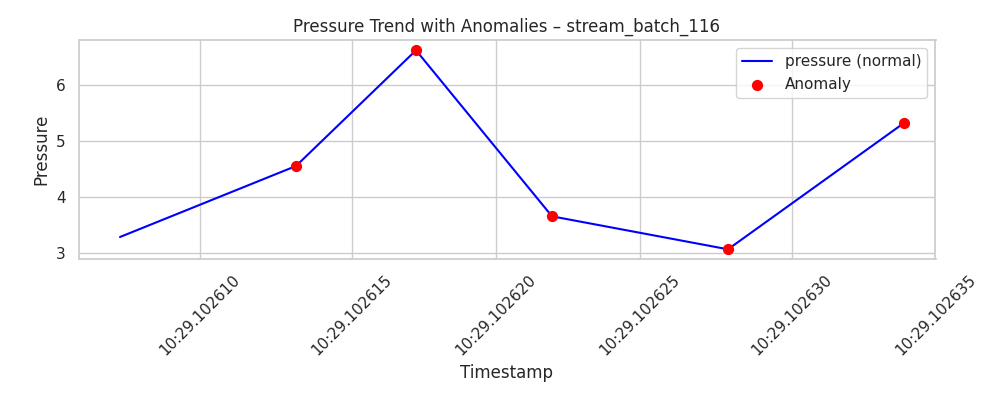 Pressure Trend with Anomalies – stream_batch_116
pressure (normal)
Anomaly
Pressure
6
5
4
3
10:29.102610
10:29.102615
10:29.102620
10:29.102625
10:29.102630
10:29.102635
Timestamp